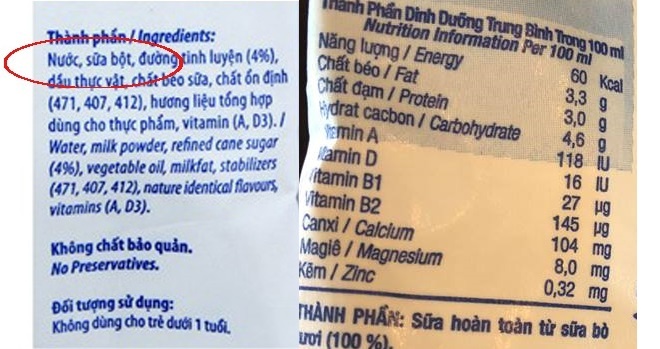 Thành phần / Ingredients:
Nước, sữa bột, đường tinh luyện (4%),
dầu thực vật, chất béo sữa, chất ổn định
(471, 407, 412), hương liệu tổng hợp
dùng cho thực phẩm, vitamin (A, D3). /
Water, milk powder, refined cane sugar
(4%), vegetable oil, milkfat, stabilizers
(471, 407, 412), nature identical flavours,
vitamins (A, D3).
Không chất bảo quản.
No Preservatives.
Đối tượng sử dụng:
Không dùng cho trẻ dưới 1 tuổi.
Thành Phần Dinh Dưỡng Trung Bình Trong 100 ml
Nutrition Information Per 100 ml
Năng lượng / Energy 60 Kcal
Chất béo / Fat 3,3 g
Chất đạm / Protein 3,0 g
Hydrat cacbon / Carbohydrate 4,6 g
Vitamin A 118 IU
Vitamin D 16 IU
Vitamin B1 27 µg
Vitamin B2 145 µg
Canxi / Calcium 104 mg
Magiê / Magnesium 8,0 mg
Kẽm / Zinc 0,32 mg
THÀNH PHẦN: Sữa hoàn toàn từ sữa bò
tươi (100 %).